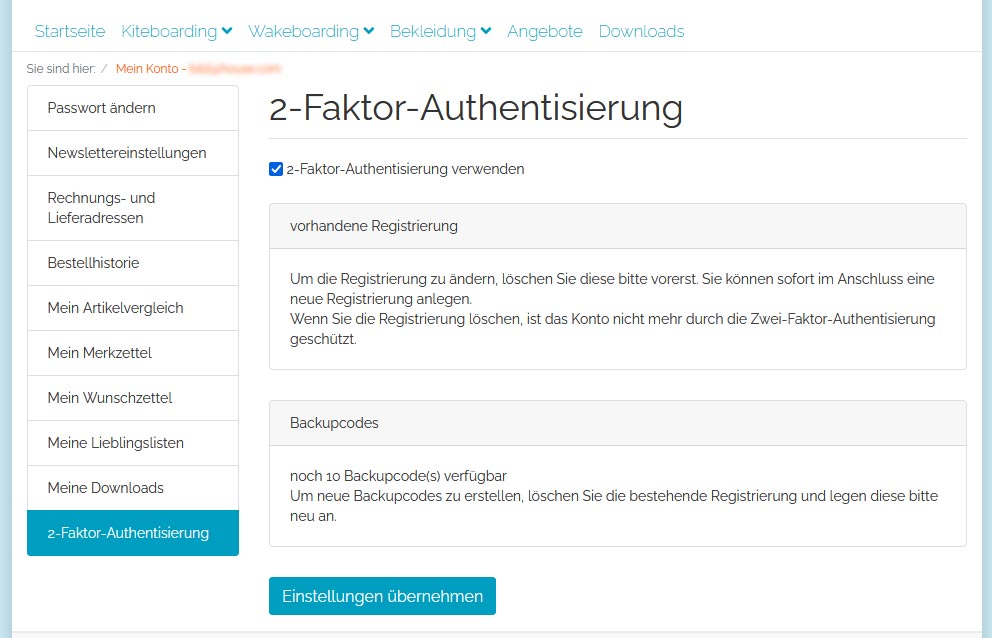 Startseite Kiteboarding Wakeboarding Bekleidung Angebote Downloads
Sie sind hier: / Mein Konto -
Passwort ändern
Newslettereinstellungen
Rechnungs- und
Lieferadressen
Bestellhistorie
Mein Artikelvergleich
Mein Merkzettel
Mein Wunschzettel
Meine Lieblingslisten
Meine Downloads
2-Faktor-Authentisierung
2-Faktor-Authentisierung
2-Faktor-Authentisierung verwenden
vorhandene Registrierung
Um die Registrierung zu ändern, löschen Sie diese bitte vorerst. Sie können sofort im Anschluss eine
neue Registrierung anlegen.
Wenn Sie die Registrierung löschen, ist das Konto nicht mehr durch die Zwei-Faktor-Authentisierung
geschützt.
Backupcodes
noch 10 Backupcode(s) verfügbar
Um neue Backupcodes zu erstellen, löschen Sie die bestehende Registrierung und legen diese bitte
neu an.
Einstellungen übernehmen